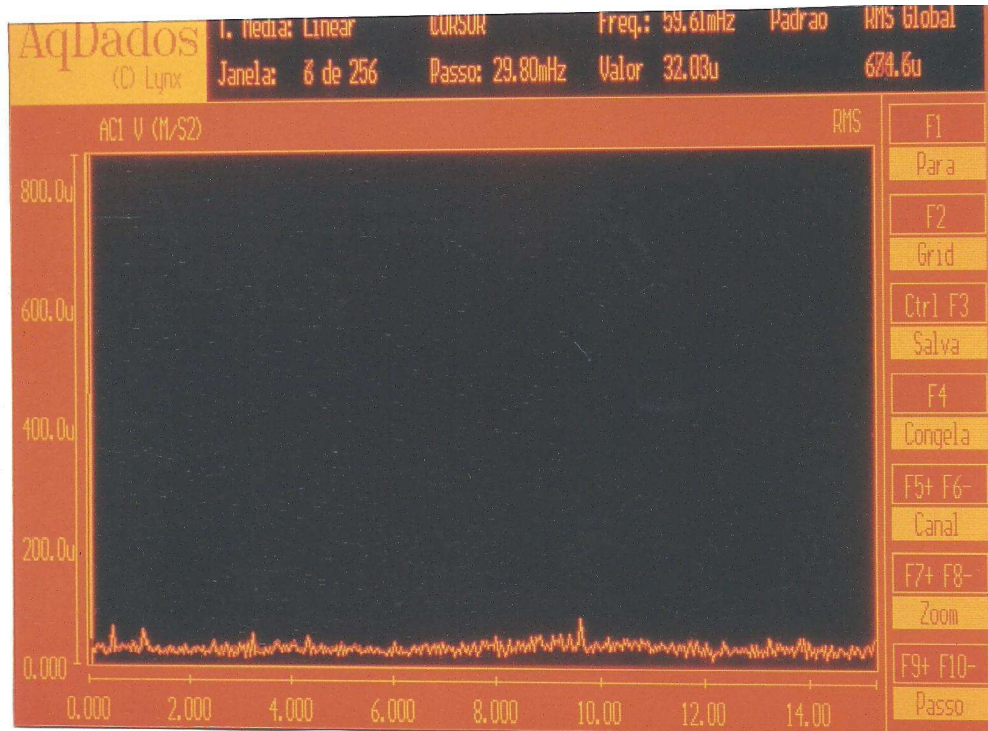 AqDados
(C) Lynx
T. Media: Linear
CURSOR
Freq.: 59.61mHz
Padrao
RMS Global
Janela: de 256
Passo: 29.80mHz
Valor 32.03u
AC1 V (M/S2)
RMS
800.0u
600.0u
400.0u
200.0u
0.000
0.000 2.000 4.000 6.000 8.000 10.00 12.00 14.00
F1
Para
F2
Grid
Ctrl F3
Salva
F4
Congela
F5+ F6-
Canal
F7+ F8-
Zoom
F9+ F10-
Passo